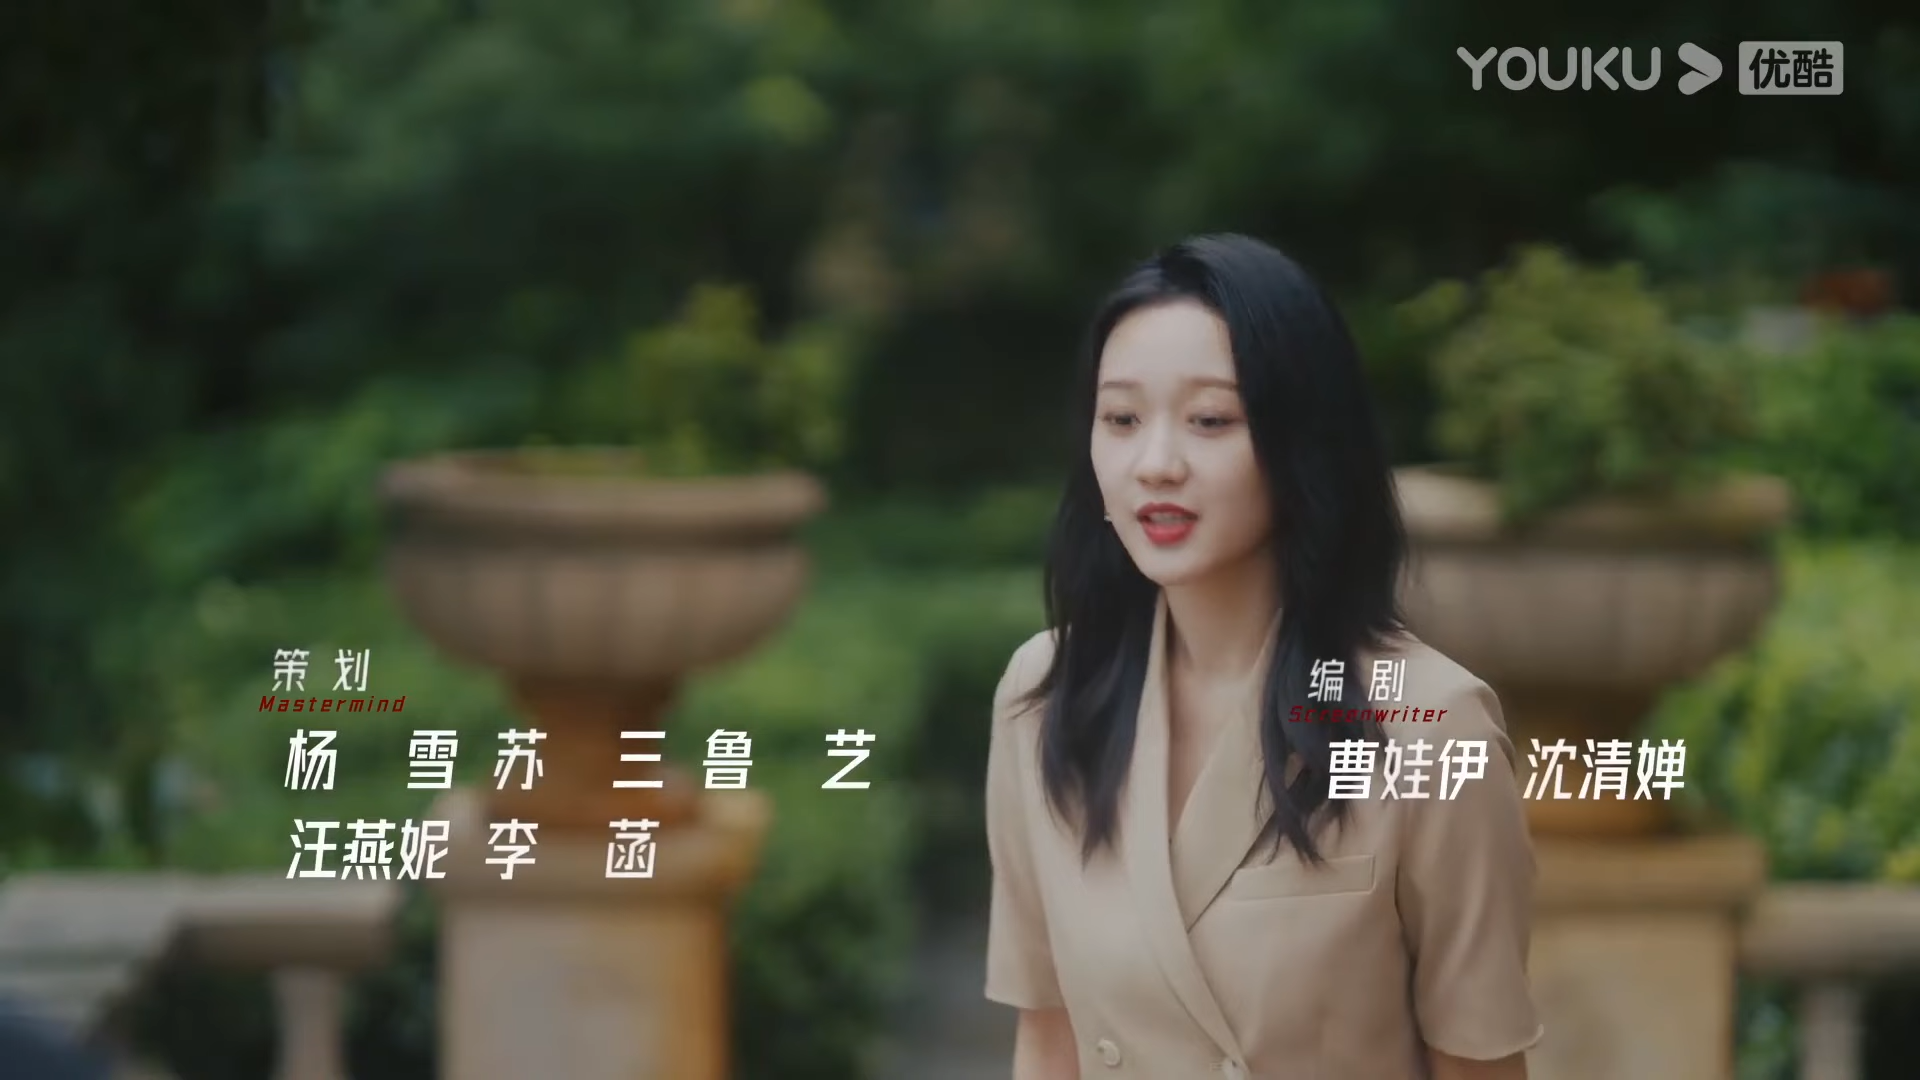 YOUKU 优酷
策 划
Mastermind
杨 雪 苏 三 鲁 艺
汪燕妮 李 菡
编 剧
Screenwriter
曹娃伊 沈清婵